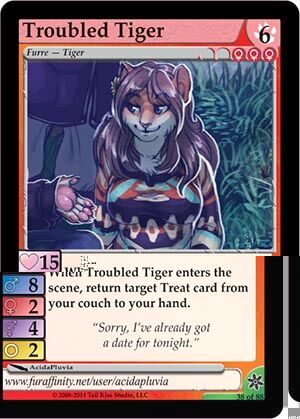 Troubled Tiger
6
Furre — Tiger
15
8
2
4
2
When Troubled Tiger enters the
scene, return target Treat card from
your couch to your hand.
"Sorry, I've already got
a date for tonight."
AcidaPluvia
www.furaffinity.net/user/acidapluvia
© 2008-2014 Tail Kiss Studio, LLC
38 of 88